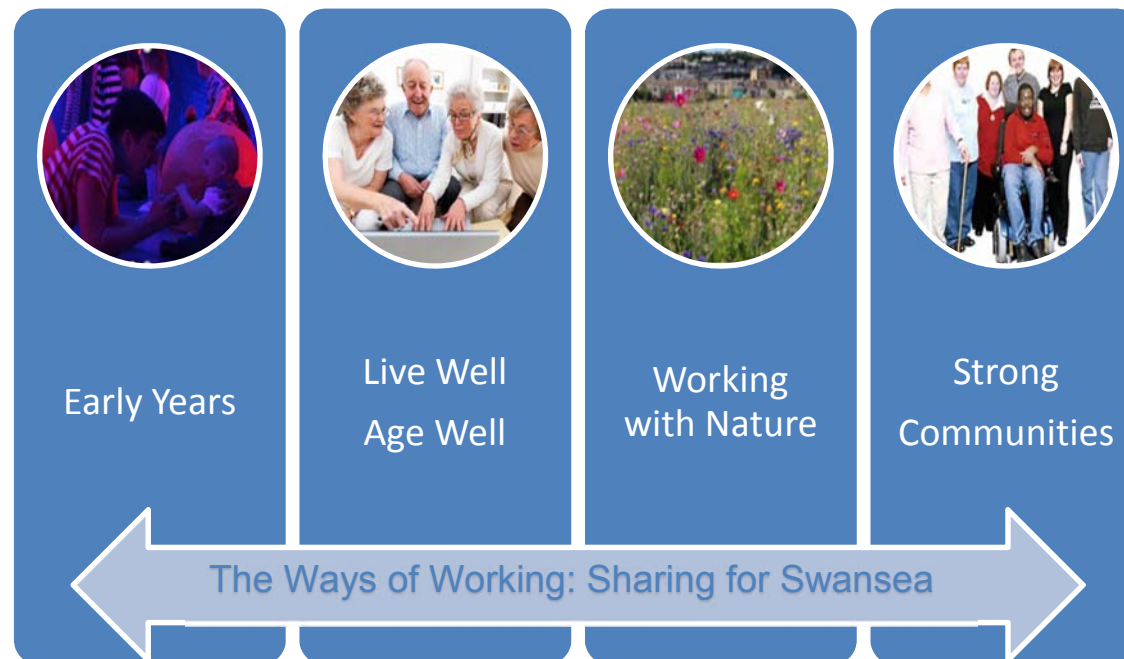 Early Years
Live Well
Age Well
Working
with Nature
Strong
Communities
The Ways of Working: Sharing for Swansea